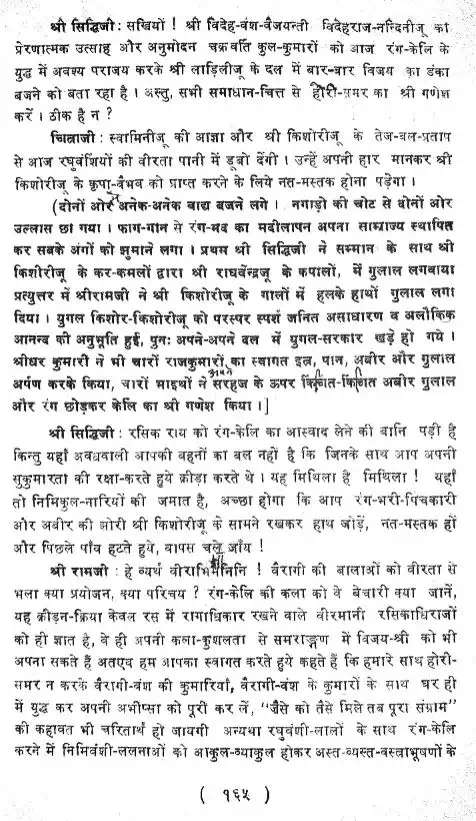 श्री सिद्धिजी : सखियों ! श्री विदेह-वंश-वैजयन्ती विदेहराज-नन्दिनीजू का
प्रेरणात्मक उत्साह और अनुमोदन चक्रवर्ति कुल-कुमारों को आज रंग-केलि के
युद्ध में अवश्य पराजय करके श्री लाड़िलीजू के दल में बार-बार विजय का डंका
बजने को बता रहा है । अस्तु, सभी समाधान-चित्त से होरी-समर का श्री गणेश
करें । ठीक है न ?
चित्राजी : स्वामिनीजू की आज्ञा और श्री किशोरीजू के तेज-बल-प्रताप
से आज रघुवंशियों की वीरता पानी में डूबो देंगी । उन्हें अपनी हार मानकर श्री
किशोरीजू के कृपा-वैभव को प्राप्त करने के लिये नत-मस्तक होना पड़ेगा ।
(दोनों ओर अनेक-अनेक वाद्य बजने लगे । नगाड़ों की चोट से दोनों ओर
उल्लास छा गया । फाग-गान से रंग-मद का मदीलापन अपना साम्राज्य स्थापित
कर सबके अंगों को झुमाने लगा । प्रथम श्री सिद्धिजी ने सम्मान के साथ श्री
किशोरीजू के कर-कमलों द्वारा श्री राघवेन्द्रजू के कपालों, में गुलाल लगवाया
प्रत्युत्तर में श्रीरामजी ने श्री किशोरीजू के गालों में हलके हाथों गुलाल लगा
दिया । युगल किशोर-किशोरीजू को परस्पर स्पर्श जनित असाधारण व अलौकिक
आनन्द की अनुभूति हुई, पुनः अपने-अपने दल में युगल-सरकार खड़े हो गये ।
श्रीधर कुमारी ने भी चारों राजकुमारों का स्वागत इत्र, पान, अबीर और गुलाल
अर्पण करके किया, चारों भाइयों ने अपने सरहज के ऊपर किंचित-किंचित अबीर गुलाल
और रंग छोड़कर केलि का श्री गणेश किया ।]
श्री सिद्धिजी : रसिक राय को रंग-केलि का आस्वाद लेने की बानि पड़ी है
किन्तु यहाँ अवधवाली आपकी बहनों का बल नहीं है कि जिनके साथ आप अपनी
सुकुमारता की रक्षा-करते हुये क्रीड़ा करते थे । यह मिथिला है मिथिला ! यहाँ
तो निमिकुल-नारियों की जमात है, अच्छा होगा कि आप रंग-भरी-पिचकारी
और अबीर की झोरी श्री किशोरीजू के सामने रखकर हाथ जोड़ें, नत-मस्तक हों
और पिछले पाँव हटते हुये, वापस चले जाँय !
श्री रामजी : हे व्यर्थ वीराभिमानिनि ! वैरागी की बालाओं को वीरता से
भला क्या प्रयोजन, क्या परिचय ? रंग-केलि की कला को वे बेचारी क्या जानें,
यह क्रीड़न-क्रिया केवल रस में रागाधिकार रखने वाले वीरमानी रसिकाधिराजों
को ही ज्ञात है, वे ही अपनी कला-कुशलता से समराङ्गण में विजय-श्री को भी
अपना सकते हैं अतएव हम आपका स्वागत करते हुये कहते हैं कि हमारे साथ होरी-
समर न करके वैरागी-वंश की कुमारियाँ, वैरागी-वंश के कुमारों के साथ घर ही
में युद्ध कर अपनी अभीप्सा को पूरी कर लें, "जैसे को तैसे मिले तब पूरा संग्राम"
की कहावत भी चरितार्थ हो जायगी अन्यथा रघुवंशी-लालों के साथ रंग-केलि
करने में निमिवंशी-ललनाओं को आकुल-व्याकुल होकर अस्त-व्यस्त-वस्त्राभूषणों के
( १६५ )